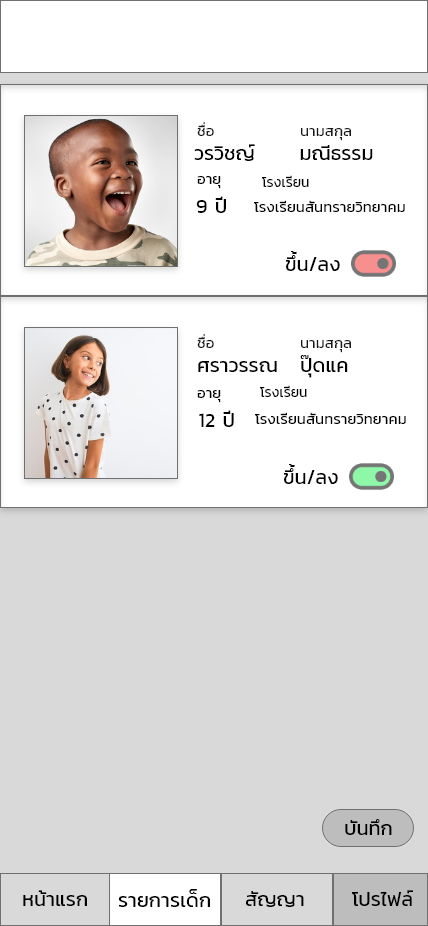 ชื่อ นามสกุล
วรวิชญ์ มณีธรรม
อายุ โรงเรียน
9 ปี โรงเรียนสันทรายวิทยาคม
ขึ้น/ลง
ชื่อ นามสกุล
ศราวรรณ ปุ๊ดแค
อายุ โรงเรียน
12 ปี โรงเรียนสันทรายวิทยาคม
ขึ้น/ลง
บันทึก
หน้าแรก รายการเด็ก สัญญา โปรไฟล์